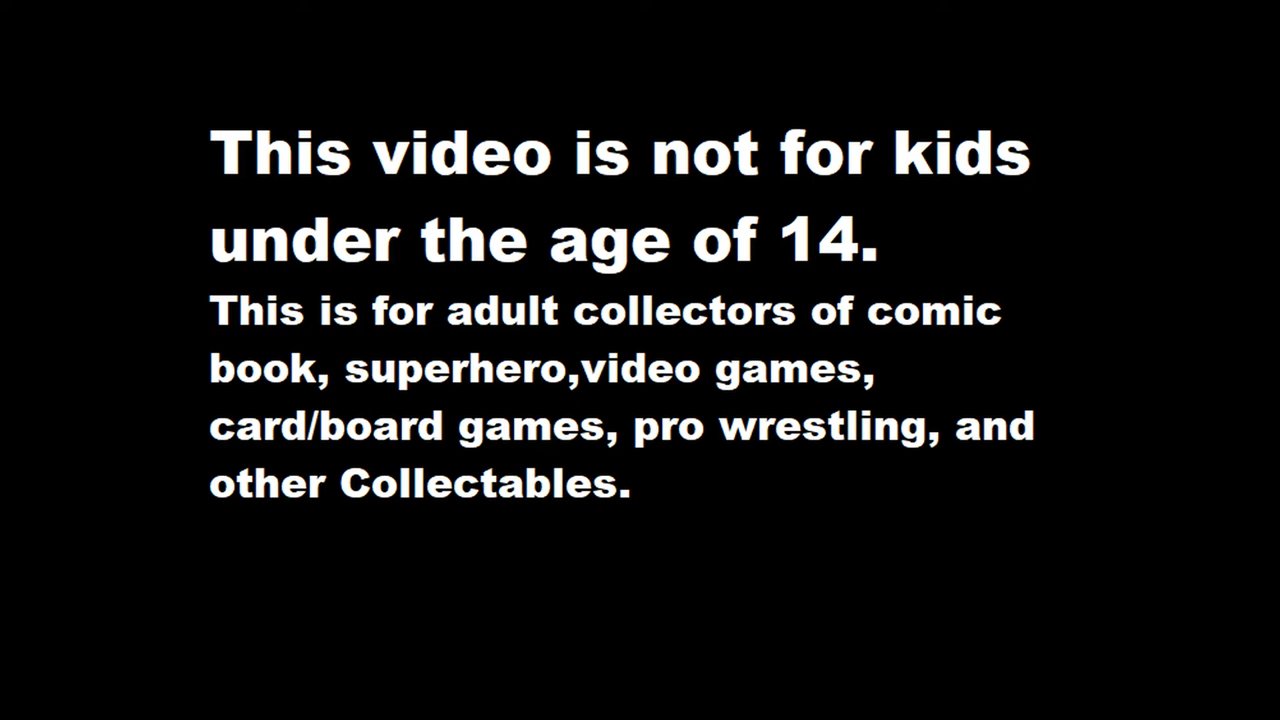 This video is not for kids
under the age of 14.
This is for adult collectors of comic
book, superhero,video games,
card/board games, pro wrestling, and
other Collectables.